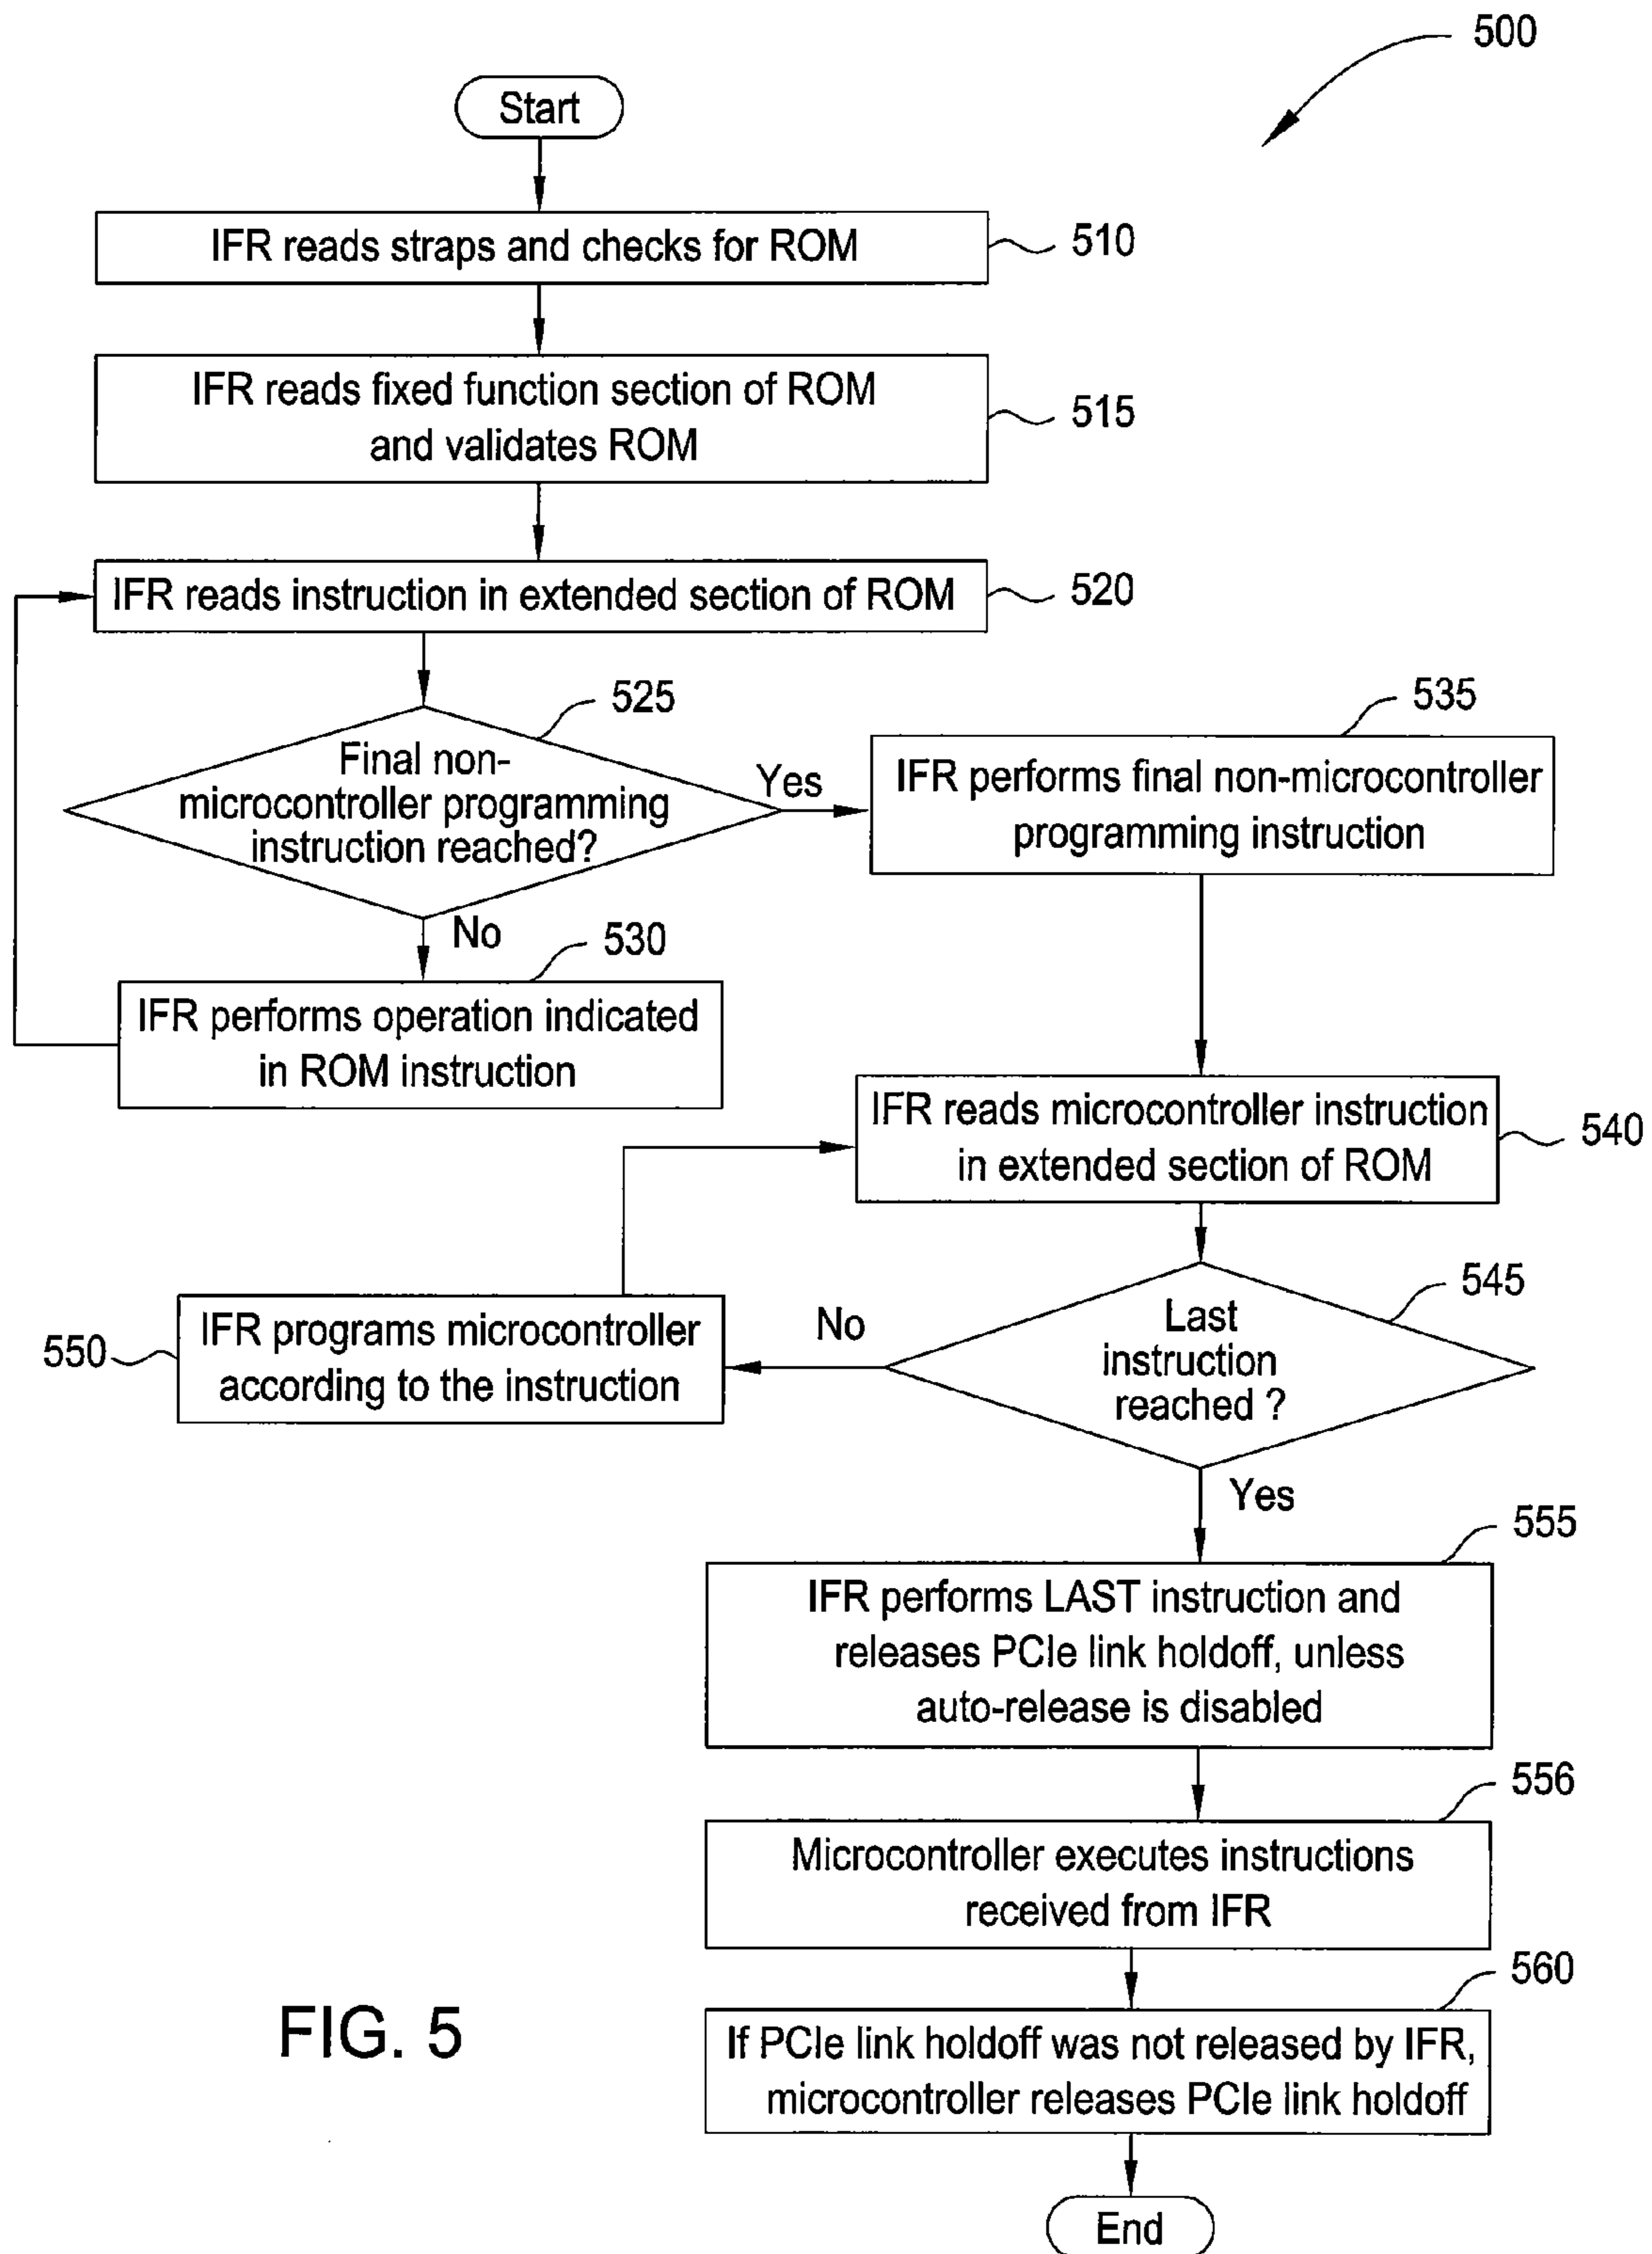 500
Start
IFR reads straps and checks for ROM
510
IFR reads fixed function section of ROM
and validates ROM
515
IFR reads instruction in extended section of ROM
520
525
Final non-
microcontroller programming
instruction reached?
Yes
535
IFR performs final non-microcontroller
programming instruction
No
530
IFR performs operation indicated
in ROM instruction
IFR reads microcontroller instruction
in extended section of ROM
540
545
Last
instruction
reached ?
No
550
IFR programs microcontroller
according to the instruction
Yes
555
IFR performs LAST instruction and
releases PCIe link holdoff, unless
auto-release is disabled
556
Microcontroller executes instructions
received from IFR
560
If PCIe link holdoff was not released by IFR,
microcontroller releases PCIe link holdoff
End
FIG. 5